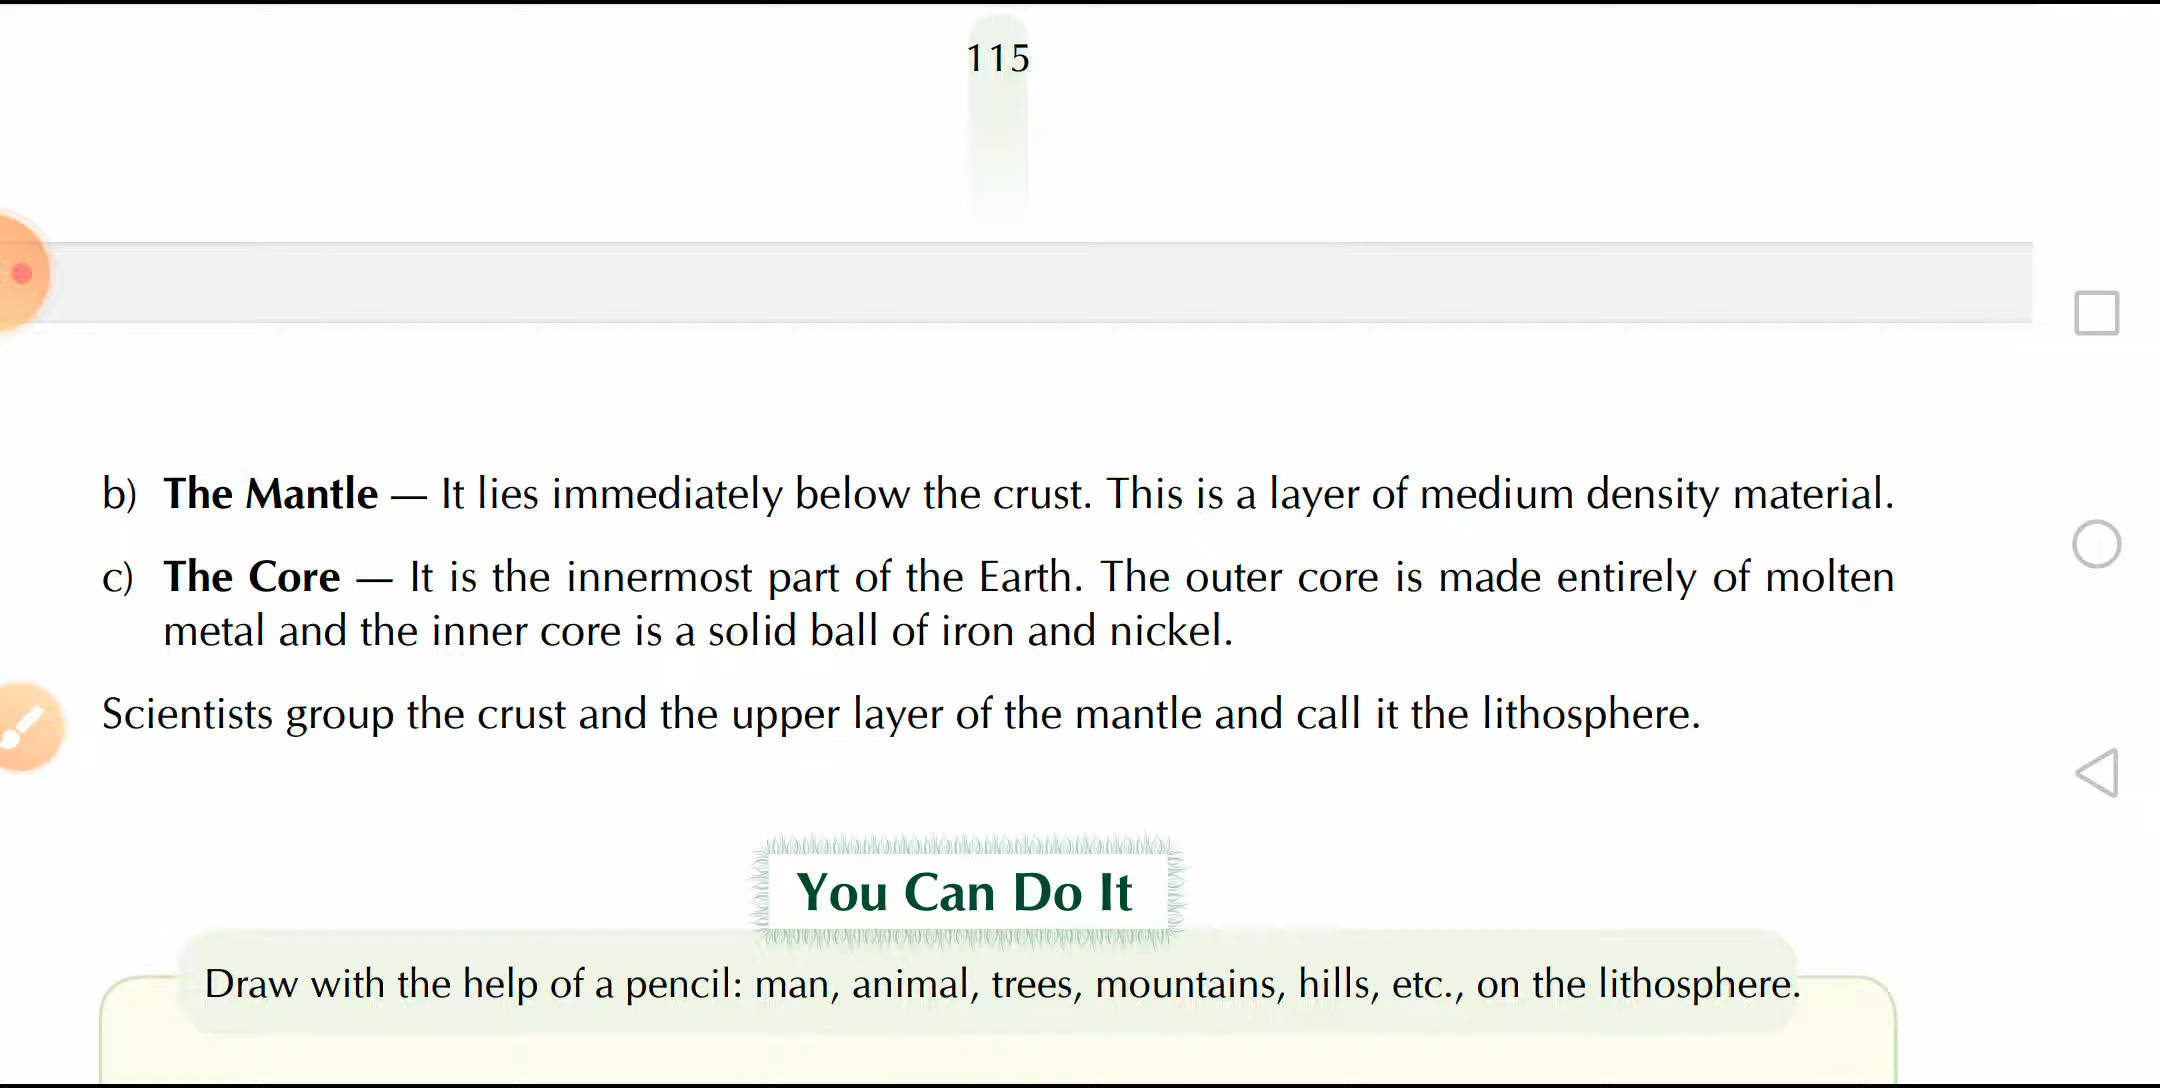 115
b) The Mantle — It lies immediately below the crust. This is a layer of medium density material.
c) The Core — It is the innermost part of the Earth. The outer core is made entirely of molten
metal and the inner core is a solid ball of iron and nickel.
Scientists group the crust and the upper layer of the mantle and call it the lithosphere.
You Can Do It
Draw with the help of a pencil: man, animal, trees, mountains, hills, etc., on the lithosphere.